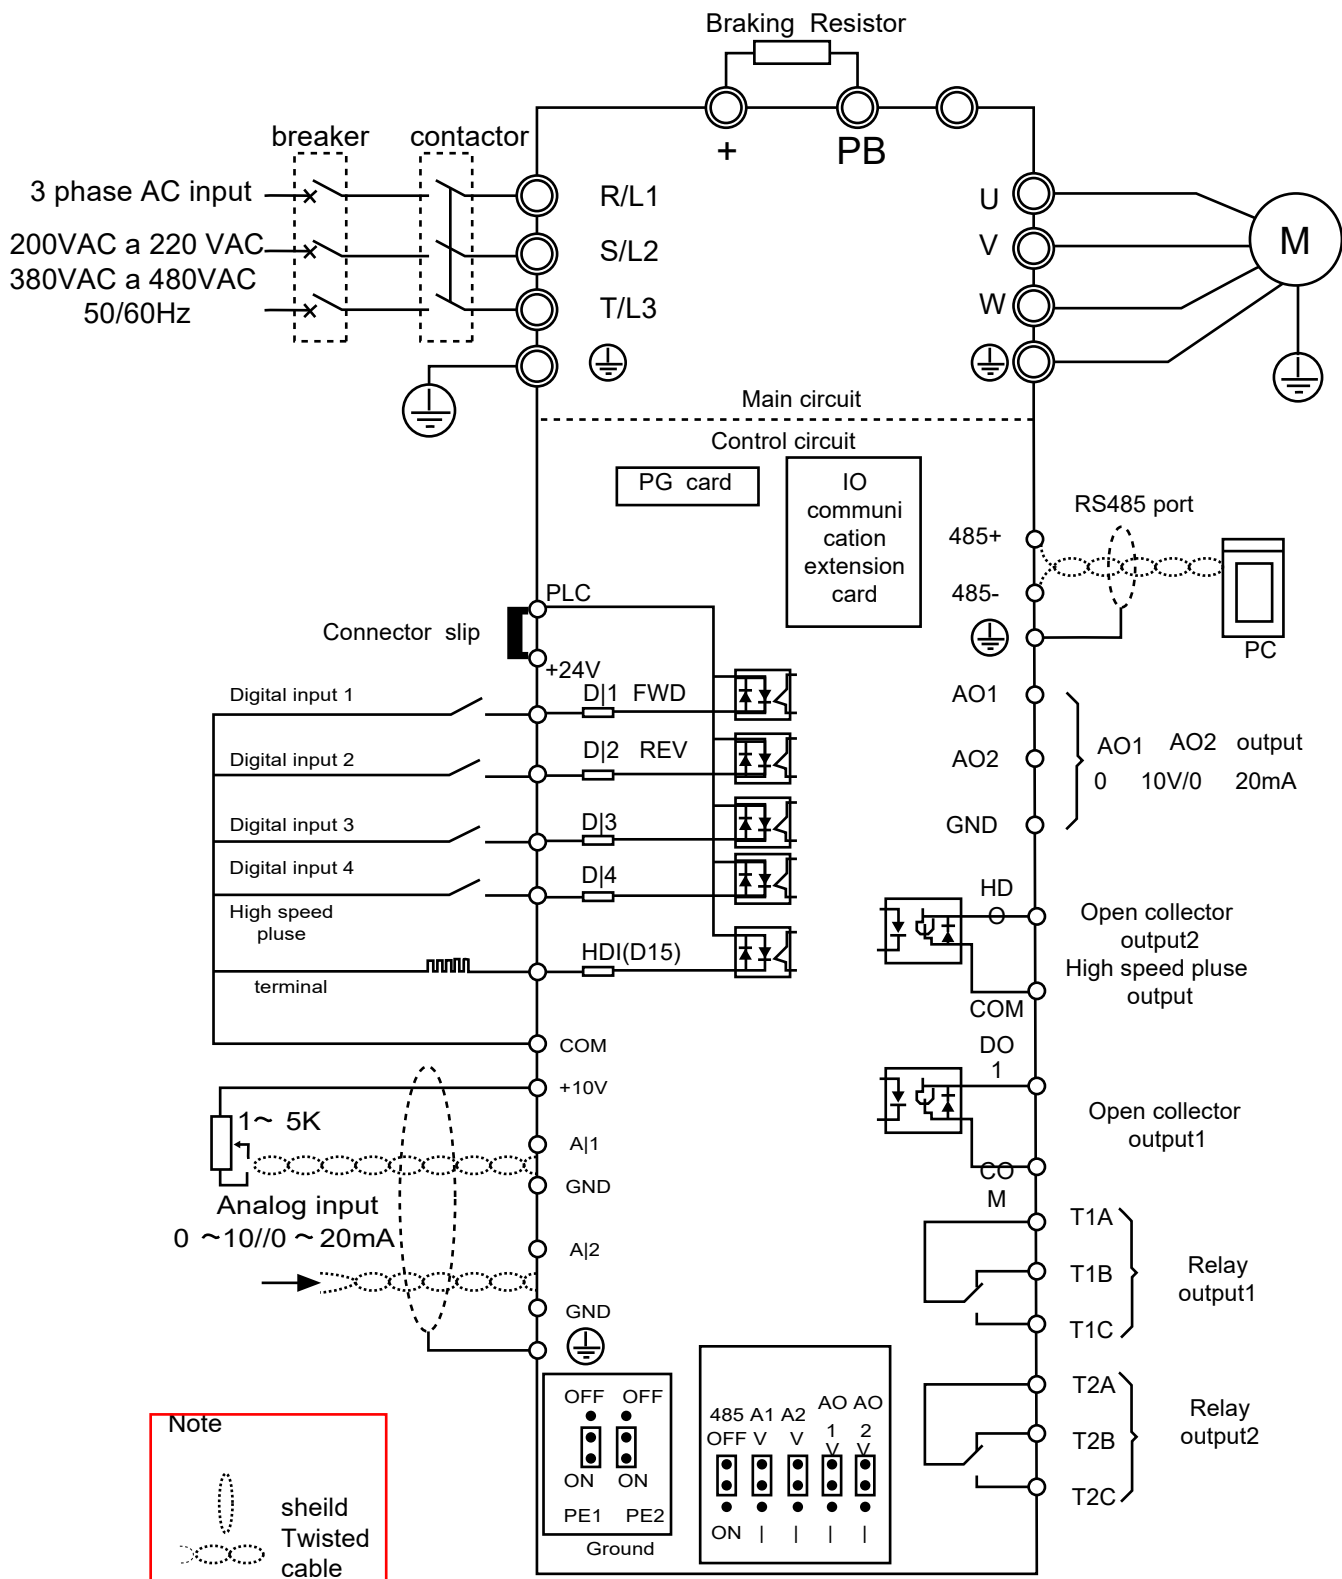 Braking Resistor
+
PB
breaker
contactor
3 phase AC input
200VAC a 220 VAC
380VAC a 480VAC
50/60Hz
R/L1
S/L2
T/L3
U
V
W
M
Main circuit
Control circuit
PG card
IO
communi
cation
extension
card
RS485 port
485+
485-
PC
PLC
Connector slip
+24V
Digital input 1
D|1 FWD
Digital input 2
D|2 REV
Digital input 3
D|3
Digital input 4
D|4
High speed
pluse
HDI(D15)
terminal
COM
+10V
1~ 5K
A|1
GND
Analog input
0 ~10//0 ~ 20mA
A|2
GND
AO1
AO2
GND
AO1 AO2 output
0 10V/0 20mA
HD
O
COM
Open collector
output2
High speed pluse
output
DO
1
CO
M
Open collector
output1
T1A
T1B
T1C
Relay
output1
T2A
T2B
T2C
Relay
output2
OFF OFF
ON ON
PE1 PE2
Ground
485 A1 A2 AO AO
1 2
OFF V V V V
ON | | | |
Note
sheild
Twisted
cable